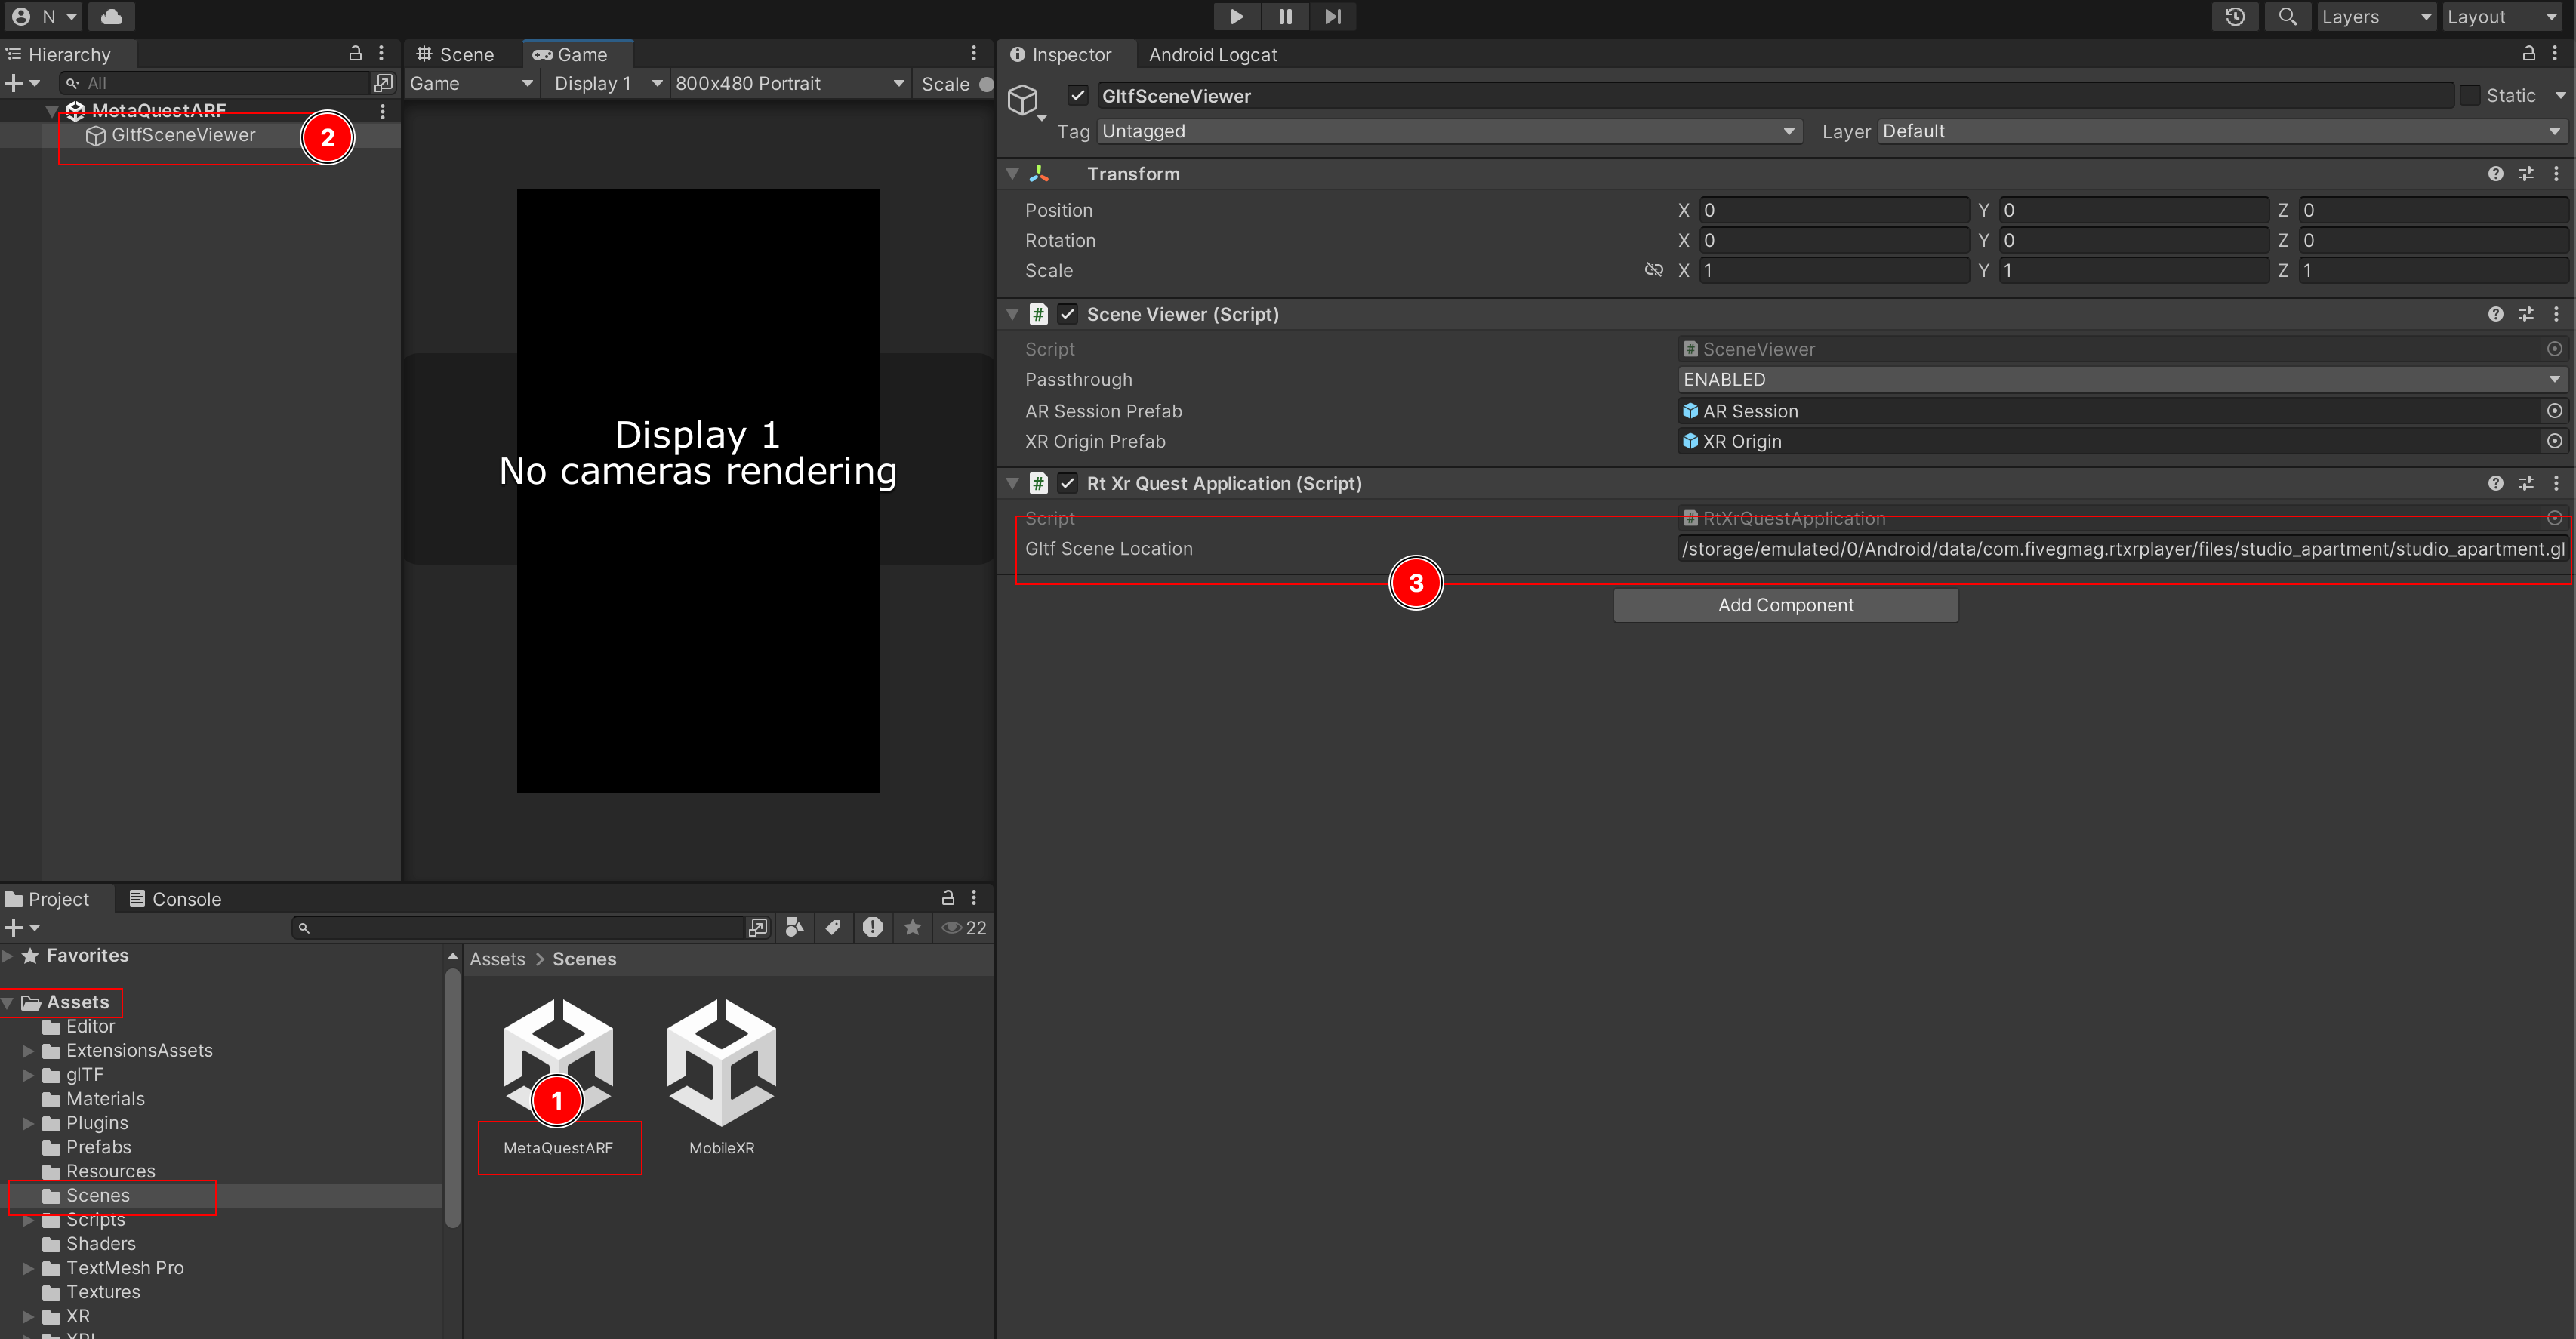 N
Layers
Layout
Hierarchy
All
MetaQuestARF
GltfSceneViewer
2
Scene
Game
Game
Display 1
800x480 Portrait
Scale
Display 1
No cameras rendering
Inspector
Android Logcat
GltfSceneViewer
Static
Tag
Untagged
Layer
Default
Transform
Position
X 0 Y 0 Z 0
Rotation
X 0 Y 0 Z 0
Scale
X 1 Y 1 Z 1
# Scene Viewer (Script)
Script
# SceneViewer
Passthrough
ENABLED
AR Session Prefab
AR Session
XR Origin Prefab
XR Origin
# Rt Xr Quest Application (Script)
Script
# RtXrQuestApplication
Gltf Scene Location
/storage/emulated/0/Android/data/com.fivegmag.rtxrplayer/files/studio_apartment/studio_apartment.gl
3
Add Component
Project
Console
22
Favorites
Assets
Editor
ExtensionsAssets
glTF
Materials
Plugins
Prefabs
Resources
Scenes
Scripts
Shaders
TextMesh Pro
Textures
XR
Assets > Scenes
1
MetaQuestARF
MobileXR